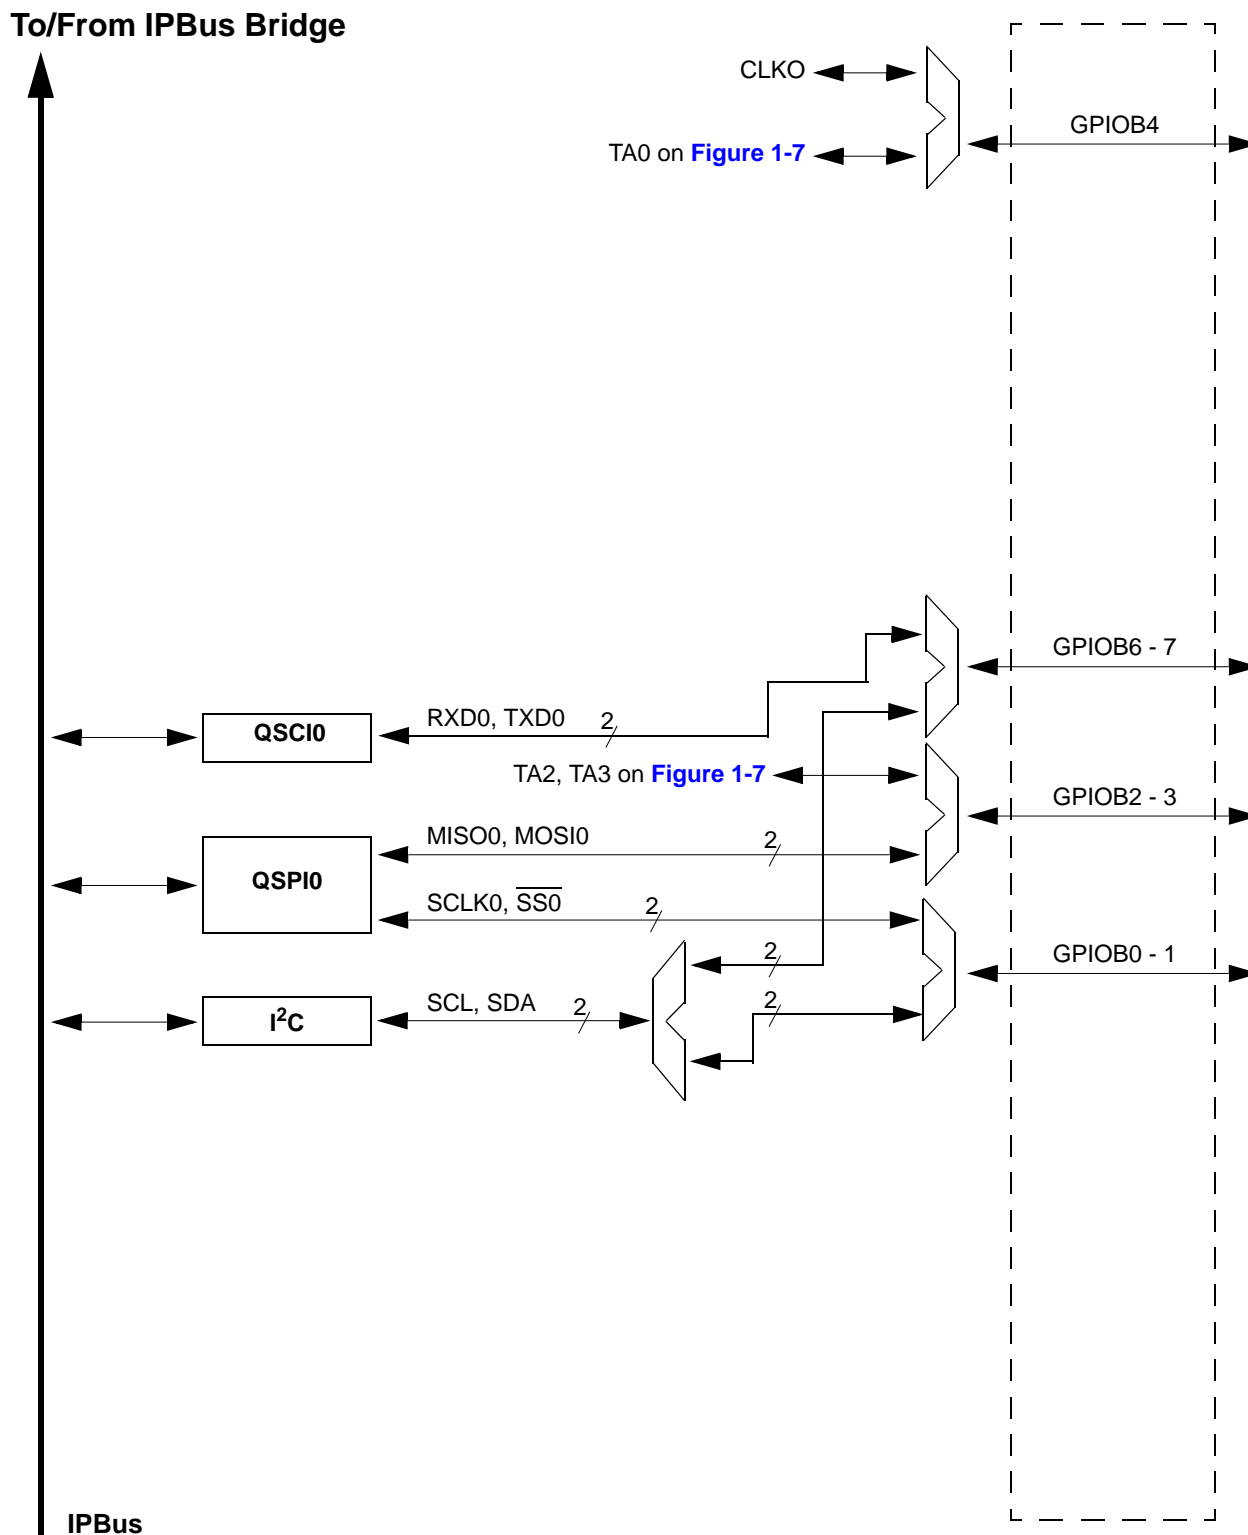 To/From IPBus Bridge
CLKO
GPIOB4
TA0 on Figure 1-7
GPIOB6 - 7
RXD0, TXD0
2
QSCI0
TA2, TA3 on Figure 1-7
GPIOB2 - 3
MISO0, MOSI0
2
QSPI0
SCLK0, S̅S̅0̅
2
2
GPIOB0 - 1
SCL, SDA
2
2
I²C
IPBus